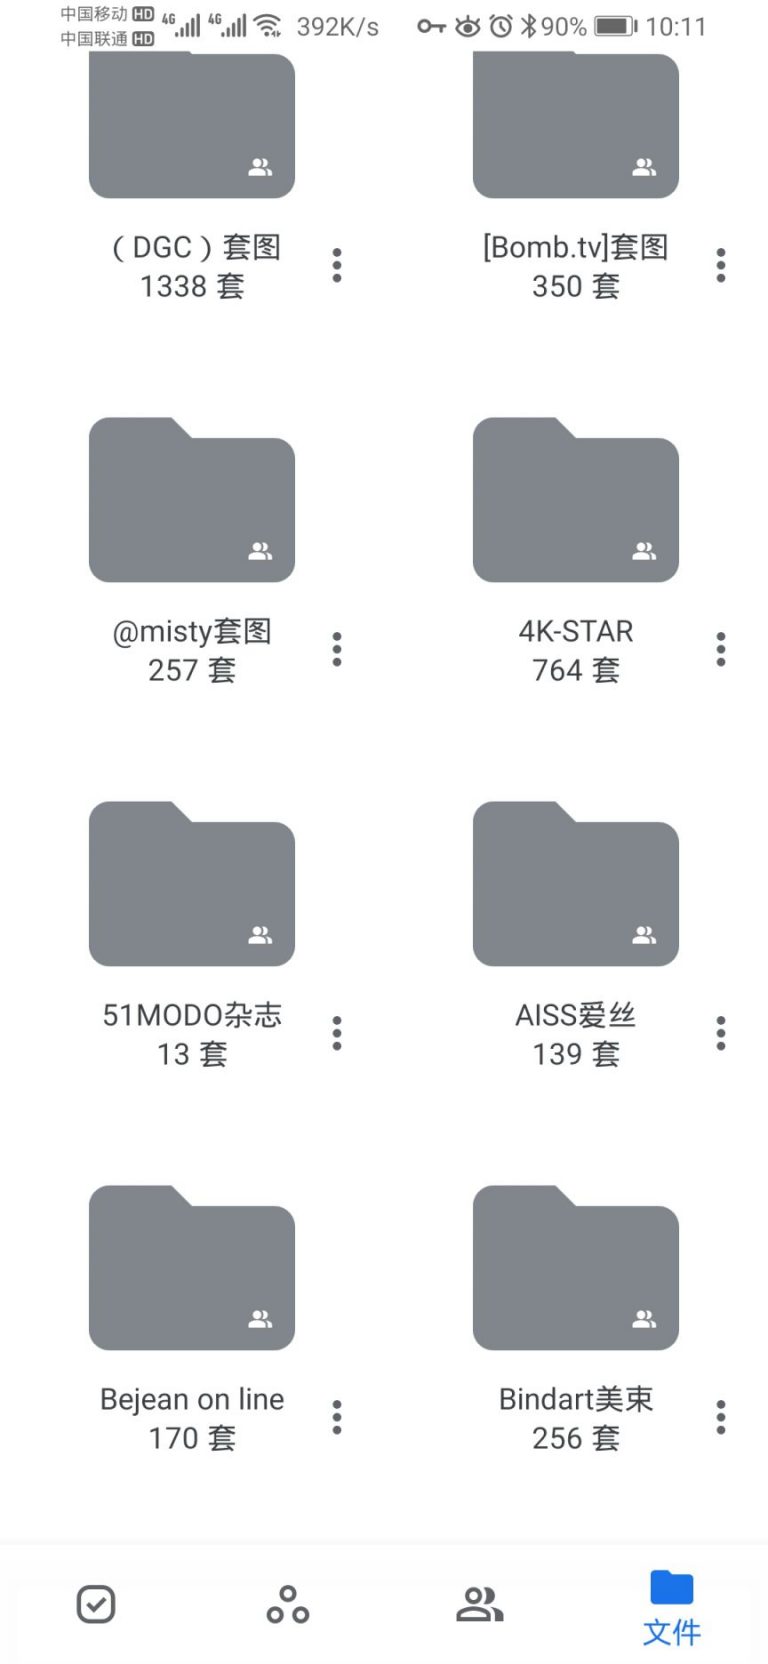 中国移动 HD 4G 4G 392K/s 90% 10:11
中国联通 HD
（DGC）套图
1338 套
[Bomb.tv]套图
350 套
@misty套图
257 套
4K-STAR
764 套
51MODO杂志
13 套
AISS爱丝
139 套
Bejean on line
170 套
Bindart美束
256 套
文件